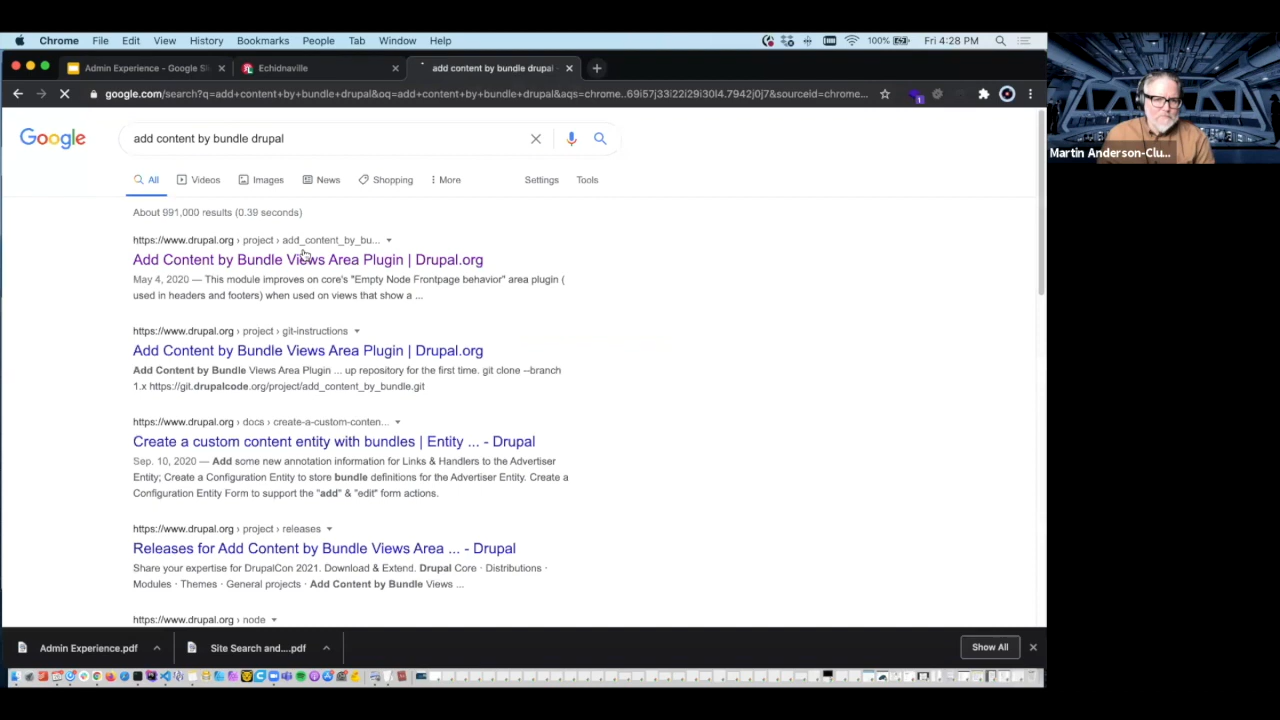 Chrome File Edit View History Bookmarks People Tab Window Help 100% Fri 4:28 PM
Admin Experience - Google Sl Echidnaville add content by bundle drupal
google.com/search?q=add+content+by+bundle+drupal&oq=add+content+by+bundle+drupal&aqs=chrome..69i57j33i22i29i30l4.7942j0j7&sourceid=chrome... 1
Google add content by bundle drupal
Martin Anderson-Clu...
All Videos Images News Shopping More Settings Tools
About 991,000 results (0.39 seconds)
https://www.drupal.org › project › add_content_by_bu...
Add Content by Bundle Views Area Plugin | Drupal.org
May 4, 2020 — This module improves on core's "Empty Node Frontpage behavior" area plugin (
used in headers and footers) when used on views that show a ...
https://www.drupal.org › project › git-instructions
Add Content by Bundle Views Area Plugin | Drupal.org
Add Content by Bundle Views Area Plugin ... up repository for the first time. git clone --branch
1.x https://git.drupalcode.org/project/add_content_by_bundle.git
https://www.drupal.org › docs › create-a-custom-conten...
Create a custom content entity with bundles | Entity ... - Drupal
Sep. 10, 2020 — Add some new annotation information for Links & Handlers to the Advertiser
Entity; Create a Configuration Entity to store bundle definitions for the Advertiser Entity. Create a
Configuration Entity Form to support the "add" & "edit" form actions.
https://www.drupal.org › project › releases
Releases for Add Content by Bundle Views Area ... - Drupal
Share your expertise for DrupalCon 2021. Download & Extend. Drupal Core · Distributions ·
Modules · Themes · General projects · Add Content by Bundle Views ...
https://www.drupal.org › node
Admin Experience.pdf Site Search and....pdf Show All